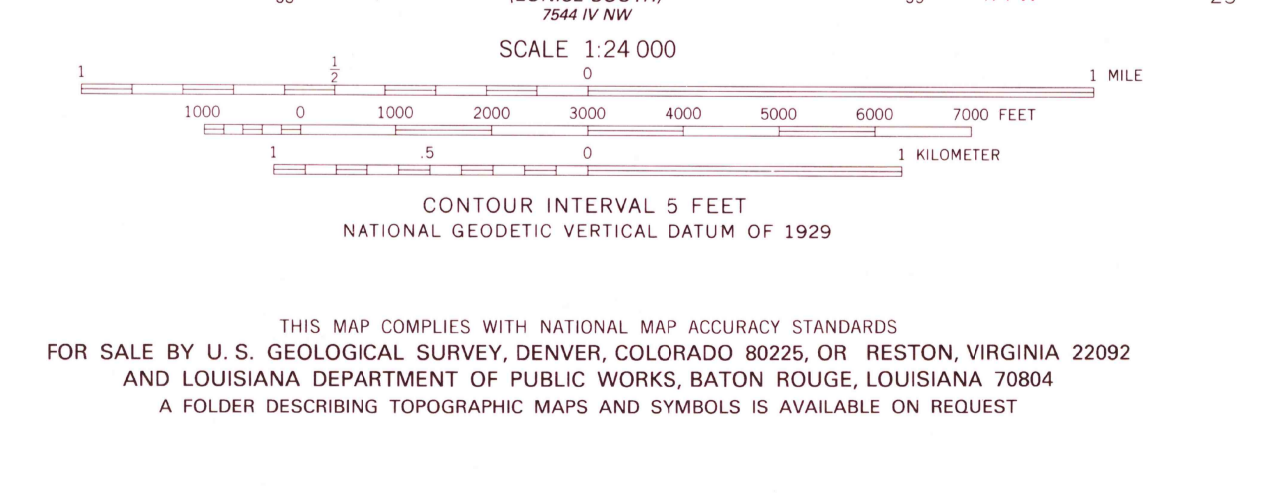 7544 IV NW
SCALE 1:24 000
1 1/2 0 1 MILE
1000 0 1000 2000 3000 4000 5000 6000 7000 FEET
1 .5 0 1 KILOMETER
CONTOUR INTERVAL 5 FEET
NATIONAL GEODETIC VERTICAL DATUM OF 1929
THIS MAP COMPLIES WITH NATIONAL MAP ACCURACY STANDARDS
FOR SALE BY U. S. GEOLOGICAL SURVEY, DENVER, COLORADO 80225, OR RESTON, VIRGINIA 22092
AND LOUISIANA DEPARTMENT OF PUBLIC WORKS, BATON ROUGE, LOUISIANA 70804
A FOLDER DESCRIBING TOPOGRAPHIC MAPS AND SYMBOLS IS AVAILABLE ON REQUEST